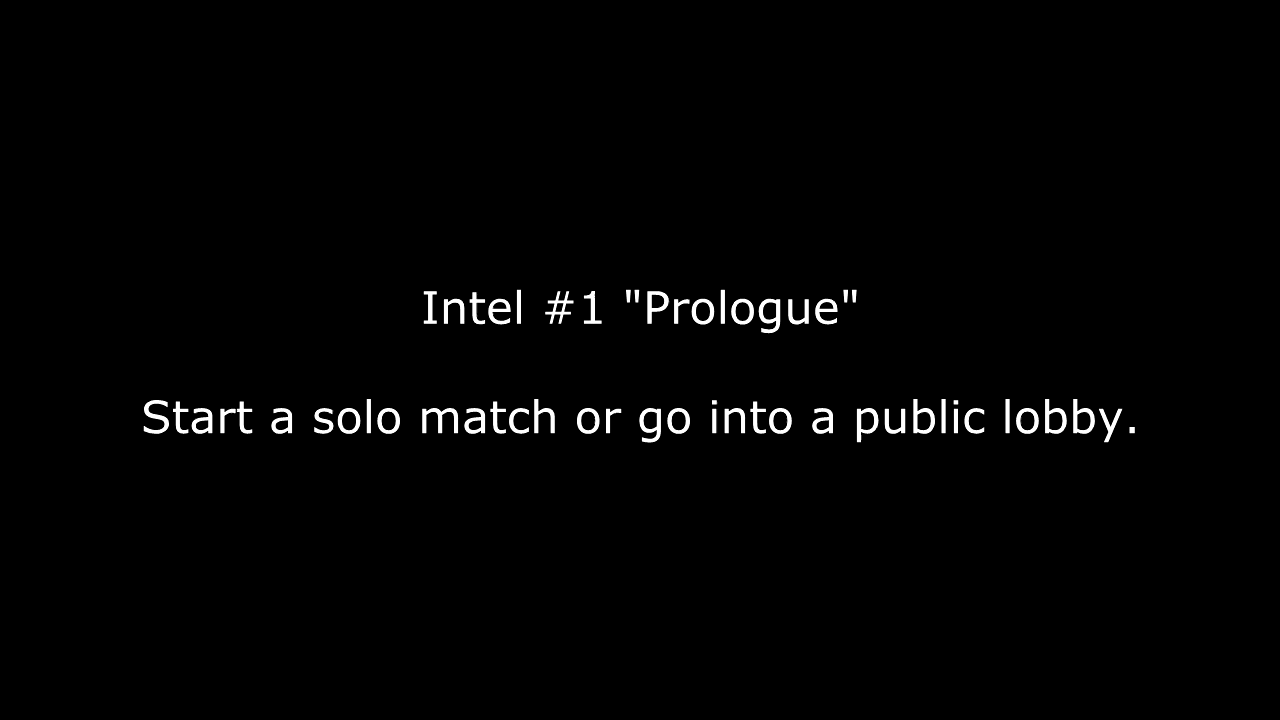 Intel #1 "Prologue"
Start a solo match or go into a public lobby.